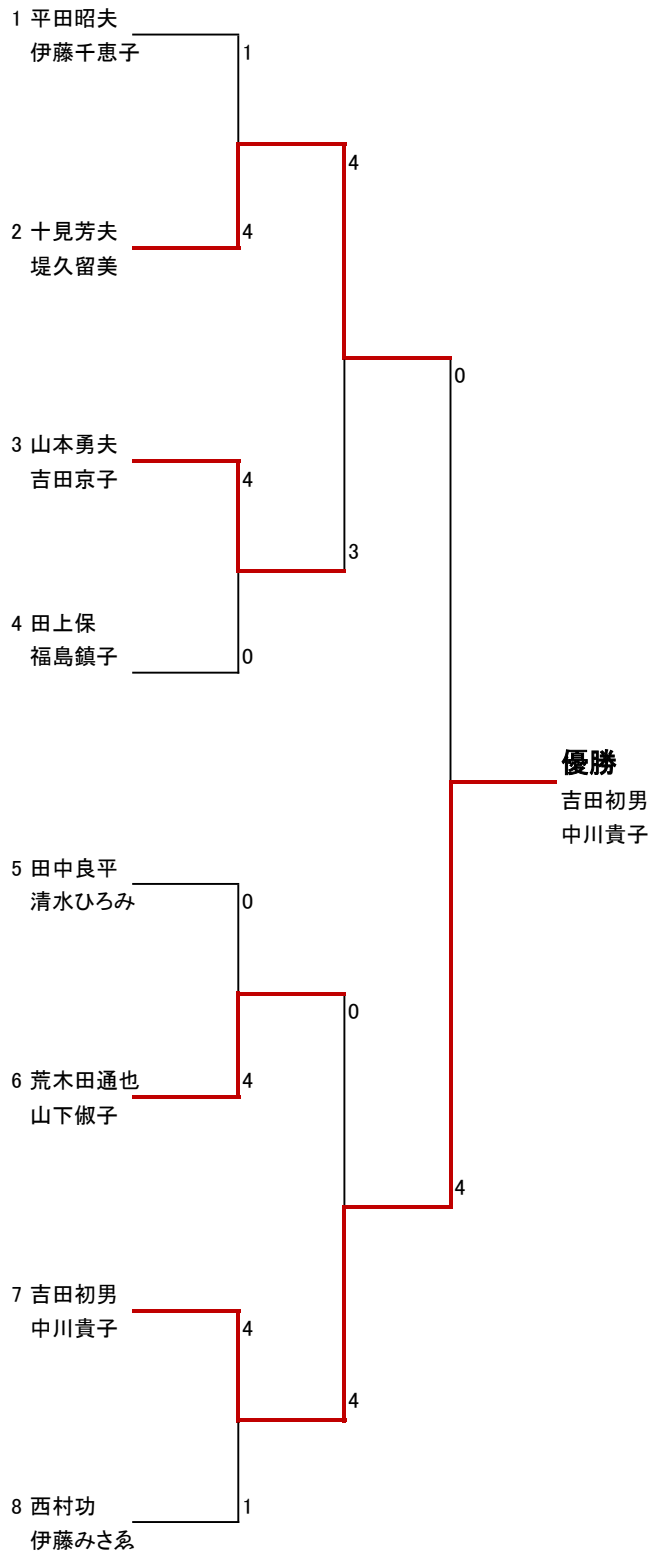 1 平田昭夫
伊藤千恵子
1
4
2 十見芳夫
4
堤久留美
0
3 山本勇夫
吉田京子
4
3
4 田上保
福島鎮子
0
優勝
吉田初男
中川貴子
5 田中良平
清水ひろみ
0
0
6 荒木田通也
4
山下俶子
4
7 吉田初男
中川貴子
4
4
8 西村功
1
伊藤みさゑ